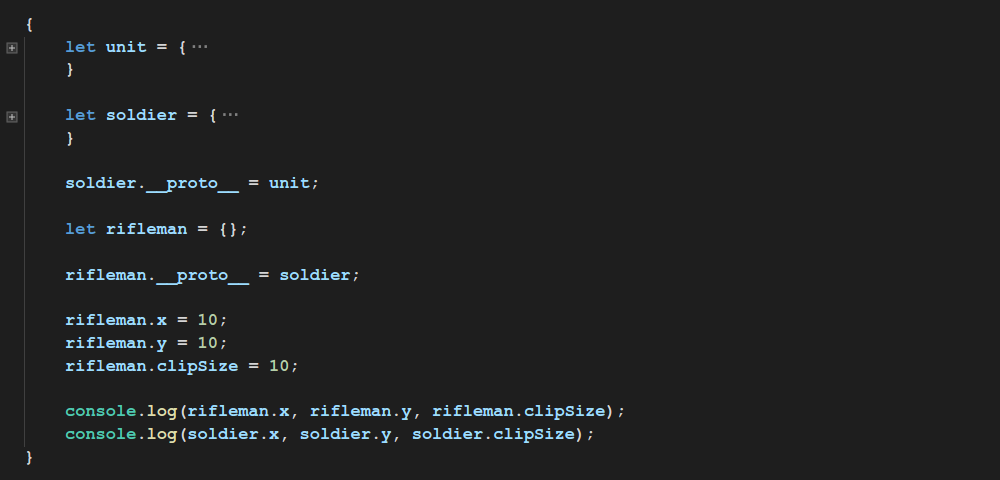 {
let unit = {···
}
let soldier = {···
}
soldier.__proto__ = unit;
let rifleman = {};
rifleman.__proto__ = soldier;
rifleman.x = 10;
rifleman.y = 10;
rifleman.clipSize = 10;
console.log(rifleman.x, rifleman.y, rifleman.clipSize);
console.log(soldier.x, soldier.y, soldier.clipSize);
}